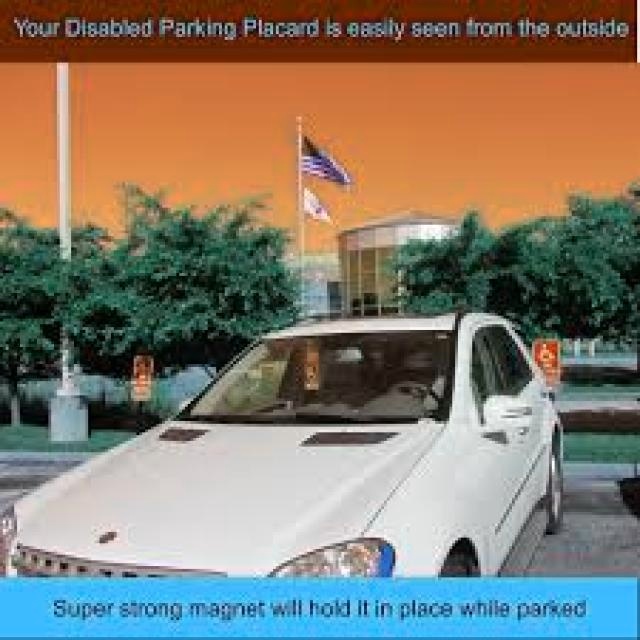 Your Disabled Parking Placard is easily seen from the outside
Super strong magnet will hold it in place while parked